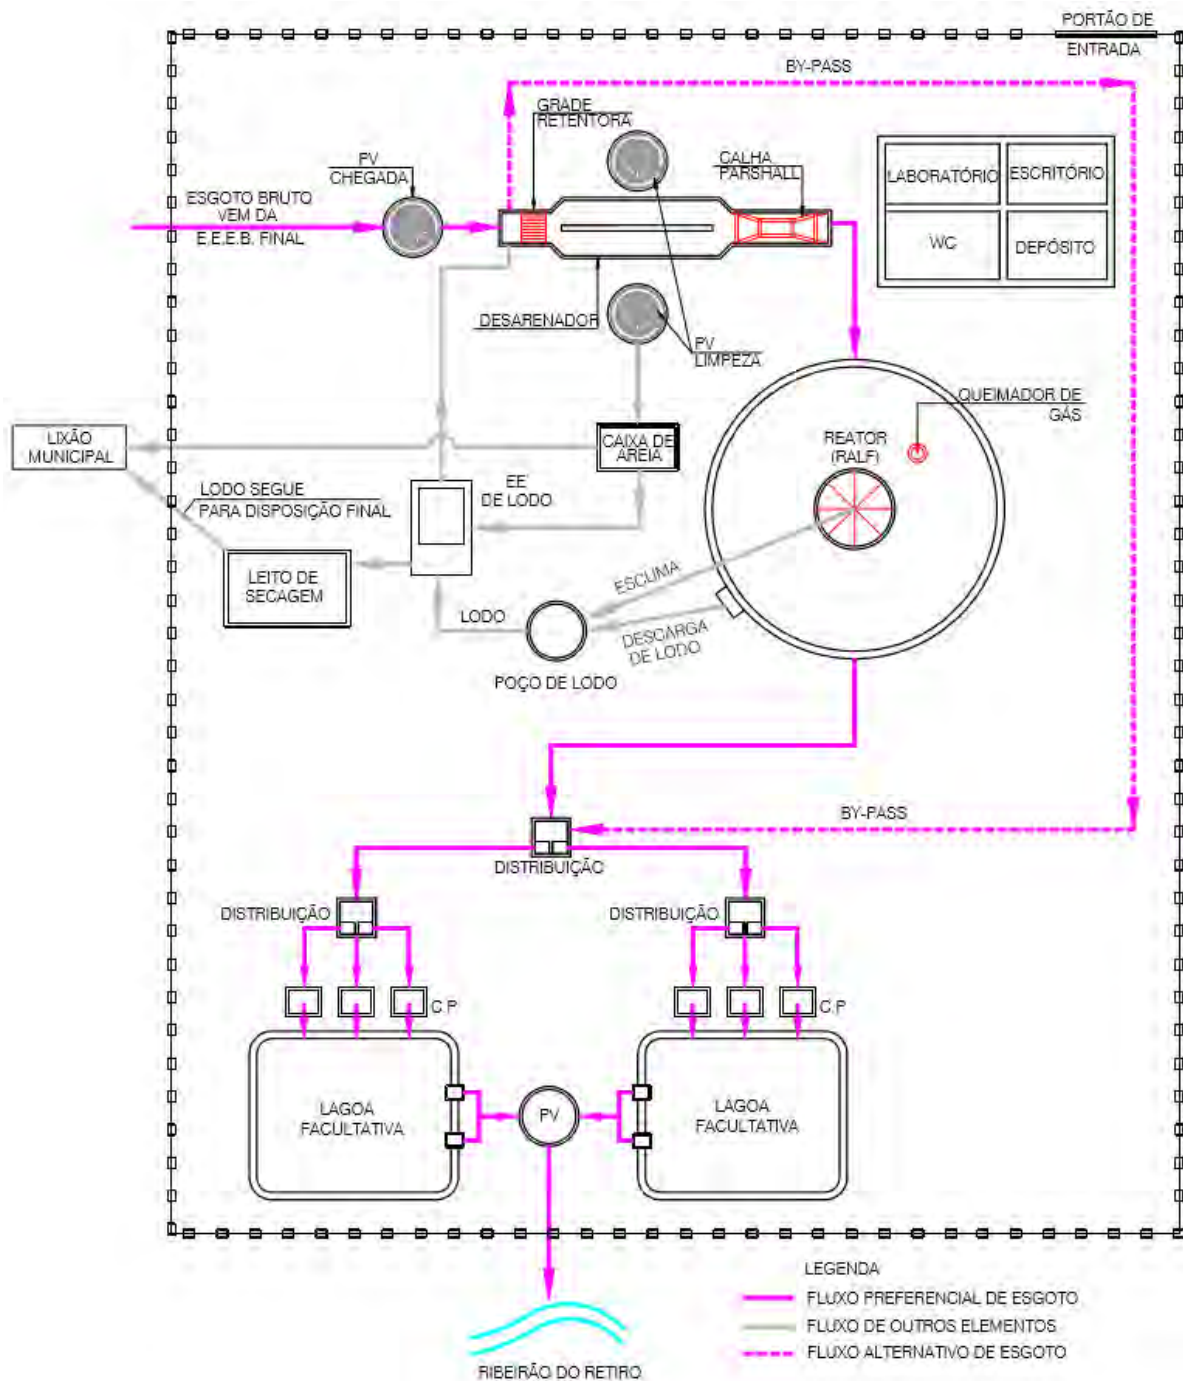 PORTÃO DE
ENTRADA
BY-PASS
GRADE
RETENTORA
PV
CHEGADA
CALHA
PARSHALL
LABORATÓRIO
ESCRITÓRIO
WC
DEPÓSITO
ESGOTO BRUTO
VEM DA
E.E.E.B. FINAL
DESARENADOR
PV
LIMPEZA
QUEIMADOR DE
GÁS
REATOR
(RALF)
LIXÃO
MUNICIPAL
CAIXA DE
AREIA
EE
DE LODO
LODO SEGUE
PARA DISPOSIÇÃO FINAL
LEITO DE
SECAGEM
ESCUMA
LODO
DESCARGA
DE LODO
POÇO DE LODO
BY-PASS
DISTRIBUIÇÃO
DISTRIBUIÇÃO
DISTRIBUIÇÃO
C.P
C.P
LAGOA
FACULTATIVA
PV
LAGOA
FACULTATIVA
LEGENDA
FLUXO PREFERENCIAL DE ESGOTO
FLUXO DE OUTROS ELEMENTOS
FLUXO ALTERNATIVO DE ESGOTO
RIBEIRÃO DO RETIRO